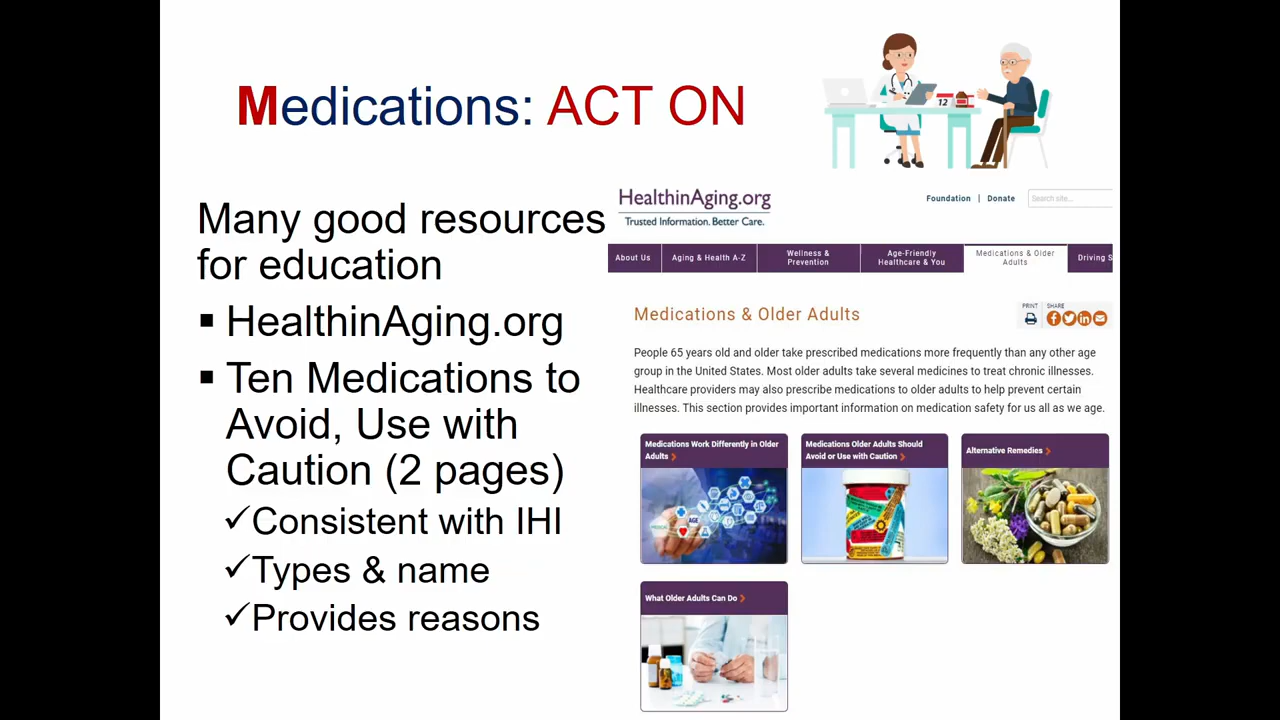 Medications: ACT ON
12
Many good resources
for education
▪ HealthinAging.org
▪ Ten Medications to
Avoid, Use with
Caution (2 pages)
✓Consistent with IHI
✓Types & name
✓Provides reasons
HealthinAging.org
Trusted Information. Better Care.
Foundation | Donate
Search site...
About Us
Aging & Health A-Z
Wellness &
Prevention
Age-Friendly
Healthcare & You
Medications & Older
Adults
Driving S
Medications & Older Adults
PRINT
SHARE
People 65 years old and older take prescribed medications more frequently than any other age
group in the United States. Most older adults take several medicines to treat chronic illnesses.
Healthcare providers may also prescribe medications to older adults to help prevent certain
illnesses. This section provides important information on medication safety for us all as we age.
Medications Work Differently in Older
Adults
AGE
Medications Older Adults Should
Avoid or Use with Caution
Alternative Remedies
What Older Adults Can Do